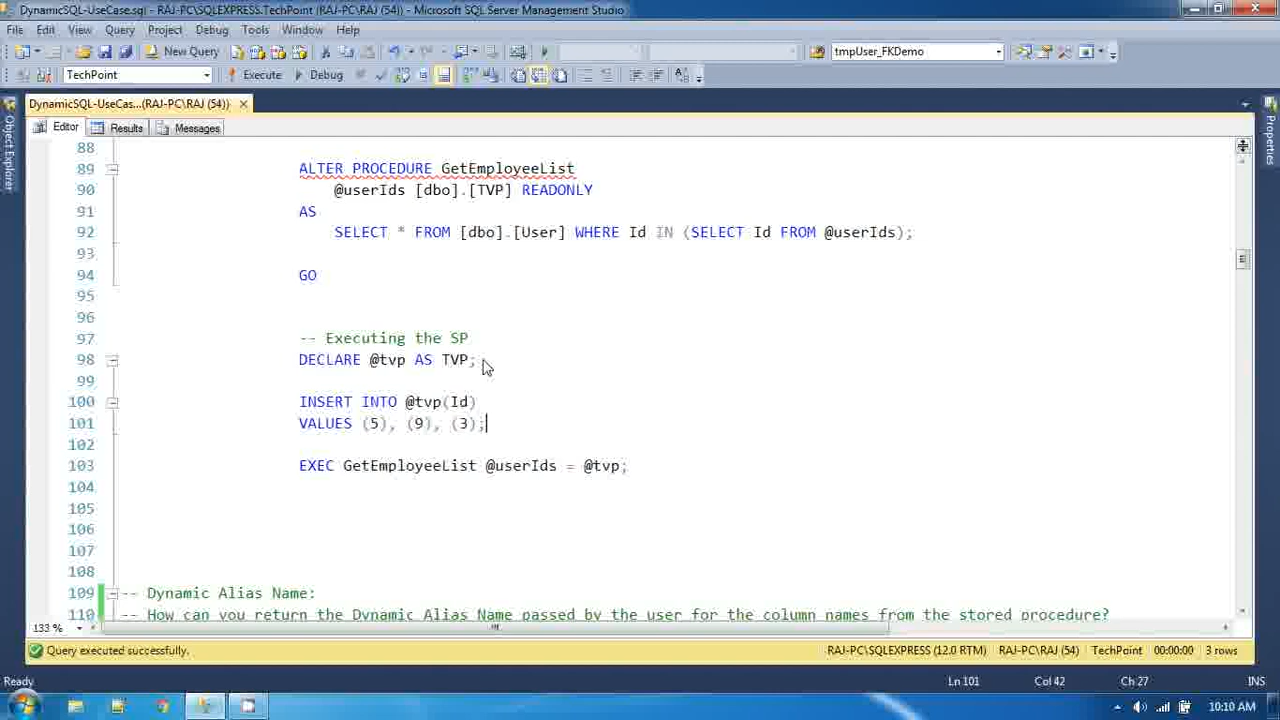 DynamicSQL-UseCase.sql - RAJ-PC\SQLEXPRESS.TechPoint (RAJ-PC\RAJ (54)) - Microsoft SQL Server Management Studio
File Edit View Query Project Debug Tools Window Help
New Query tmpUser_FKDemo
TechPoint Execute Debug
DynamicSQL-UseCas...(RAJ-PC\RAJ (54)) ×
Object Explorer
Properties
Editor Results Messages
88
89 ALTER PROCEDURE GetEmployeeList
90 @userIds [dbo].[TVP] READONLY
91 AS
92 SELECT * FROM [dbo].[User] WHERE Id IN (SELECT Id FROM @userIds);
93
94 GO
95
96
97 -- Executing the SP
98 DECLARE @tvp AS TVP;
99
100 INSERT INTO @tvp(Id)
101 VALUES (5), (9), (3);
102
103 EXEC GetEmployeeList @userIds = @tvp;
104
105
106
107
108
109 -- Dynamic Alias Name:
110 -- How can you return the Dynamic Alias Name passed by the user for the column names from the stored procedure?
133 %
Query executed successfully. RAJ-PC\SQLEXPRESS (12.0 RTM) RAJ-PC\RAJ (54) TechPoint 00:00:00 3 rows
Ready Ln 101 Col 42 Ch 27 INS
10:10 AM